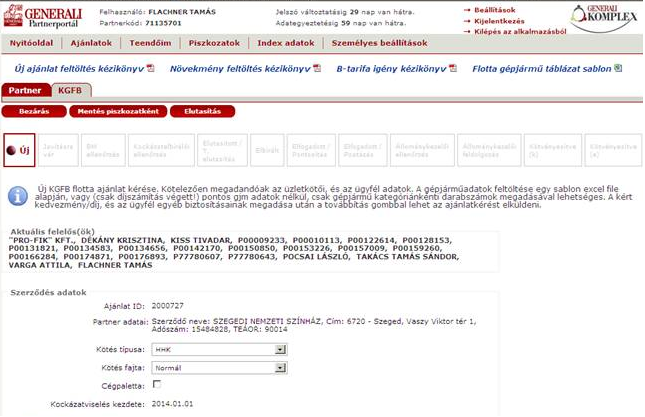 GENERALI
Partnerportál
Felhasználó: FLACHNER TAMÁS
Partnerkód: 71135701
Jelszó változtatásig 29 nap van hátra.
Adategyeztetésig 59 nap van hátra.
Beállítások
Kijelentkezés
Kilépés az alkalmazásból
GENERALI
KOMPLEX
Nyitóoldal Ajánlatok Teendőim Piszkozatok Index adatok Személyes beállítások
Új ajánlat feltöltés kézikönyv Növekmény feltöltés kézikönyv B-tarifa igény kézikönyv Flotta gépjármű táblázat sablon
Partner KGFB
Bezárás Mentés piszkozatként Elutasítás
Új
Javításra vár
Kockázatelbírálói ellenőrzés
Elutasított / T. elutasítás
Elbírált
Elfogadott / Pontosítás
Elfogadott / Postázás
Állománykezelői ellenőrzés
Állománykezelői feldolgozás
Kötvényesítve (b)
Kötvényesítve (e)
Új KGFB flotta ajánlat kérése. Kötelezően megadandóak az üzletkötői, és az ügyfél adatok. A gépjárműadatok feltöltése egy sablon excel file
alapján, vagy (csak díjszámítás végett!) pontos gjm adatok nélkül, csak gépjármű kategóriánkénti darabszámok megadásával lehetséges. A kért
kedvezmény/díj, és az ügyfél egyéb biztosításainak megadása után a továbbítás gombbal lehet az ajánlatkérést elküldeni.
Aktuális felelős(ök)
"PRO-FIK" KFT., DÉKÁNY KRISZTINA, KISS TIVADAR, P00009233, P00010113, P00122614, P00128153,
P00131821, P00134583, P00134656, P00142170, P00150850, P00153226, P00157009, P00159260,
P00166284, P00174871, P00176893, P77780607, P77780643, POCSAI LÁSZLÓ, TAKÁCS TAMÁS SÁNDOR,
VARGA ATTILA, FLACHNER TAMÁS
Szerződés adatok
Ajánlat ID: 2000727
Partner adatai: Szerződő neve: SZEGEDI NEMZETI SZÍNHÁZ, Cím: 6720 - Szeged, Vaszy Viktor tér 1,
Adószám: 15484828, TEÁOR: 90014
Kötés típusa: HHK
Kötés fajta: Normál
Cégpaletta:
Kockázatviselés kezdete: 2014.01.01